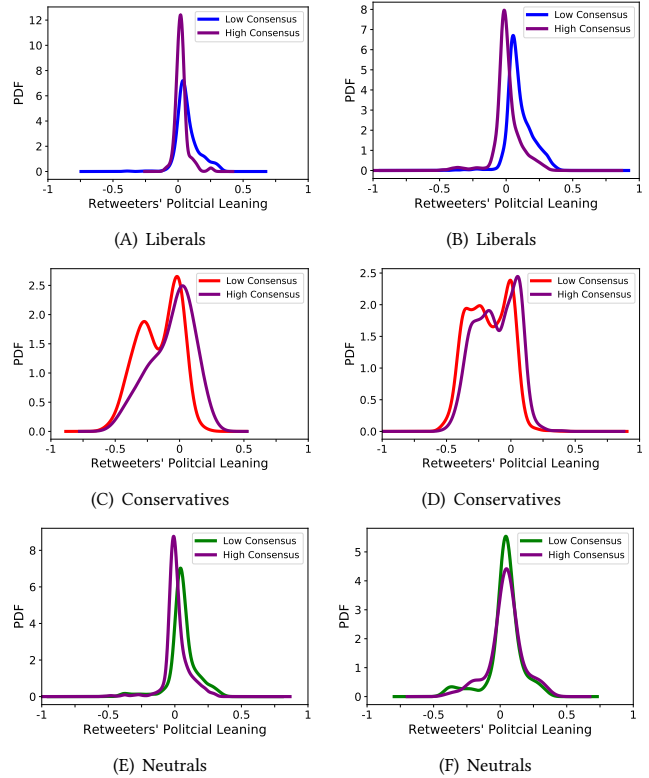 12
10
8
6
4
2
0
PDF
Low Consensus
High Consensus
-1 -0.5 0 0.5 1
Retweeters' Politcial Leaning
(A) Liberals
8
7
6
5
4
3
2
1
0
PDF
Low Consensus
High Consensus
-1 -0.5 0 0.5 1
Retweeters' Politcial Leaning
(B) Liberals
2.5
2.0
1.5
1.0
0.5
0.0
PDF
Low Consensus
High Consensus
-1 -0.5 0 0.5 1
Retweeters' Politcial Leaning
(C) Conservatives
2.5
2.0
1.5
1.0
0.5
0.0
PDF
Low Consensus
High Consensus
-1 -0.5 0 0.5 1
Retweeters' Politcial Leaning
(D) Conservatives
8
6
4
2
0
PDF
Low Consensus
High Consensus
-1 -0.5 0 0.5 1
Retweeters' Politcial Leaning
(E) Neutrals
5
4
3
2
1
0
PDF
Low Consensus
High Consensus
-1 -0.5 0 0.5 1
Retweeters' Politcial Leaning
(F) Neutrals